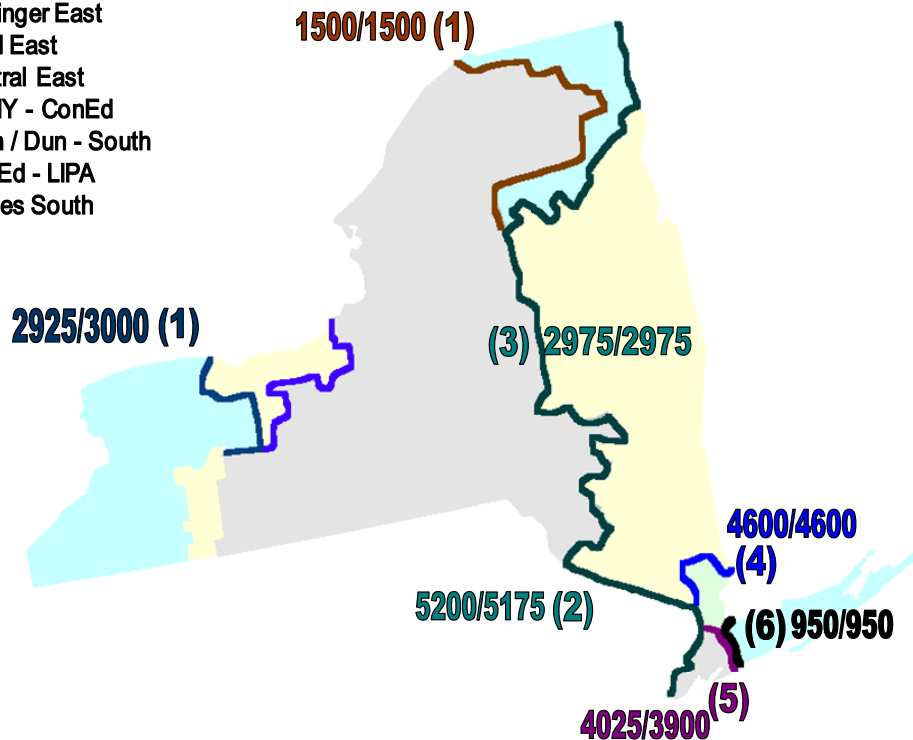 inger East
East
tral East
Y - ConEd
/ Dun - South
Ed - LIPA
es South
1500/1500 (1)
2925/3000 (1)
(3) 2975/2975
4600/4600
(4)
5200/5175 (2)
(6) 950/950
(5)
4025/3900